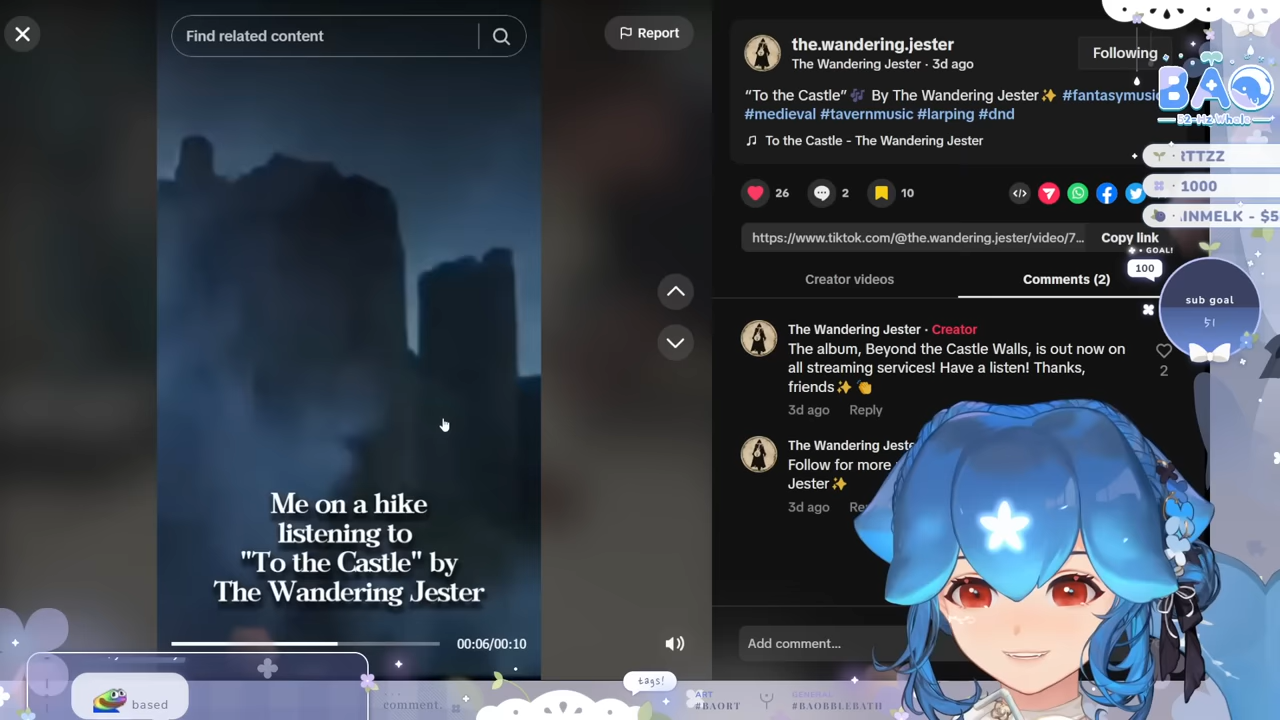 Find related content
Report
Me on a hike
listening to
"To the Castle" by
The Wandering Jester
00:06/00:10
the.wandering.jester
The Wandering Jester · 3d ago
Following
“To the Castle”🎶 By The Wandering Jester✨ #fantasymusic
#medieval #tavernmusic #larping #dnd
To the Castle - The Wandering Jester
26
2
10
https://www.tiktok.com/@the.wandering.jester/video/7...
Copy link
Creator videos
Comments (2)
The Wandering Jester · Creator
The album, Beyond the Castle Walls, is out now on
all streaming services! Have a listen! Thanks,
friends✨ 👏
2
3d ago Reply
The Wandering Jeste
Follow for more
Jester✨
3d ago
Add comment...
BAO
52-Hz Whale
TTZZ
1000
INMELK - $5
GOAL!
100
sub goal
51
based
comment.
tags!
ART
#BAORT
GENERAL
#BAOBBLEBATH